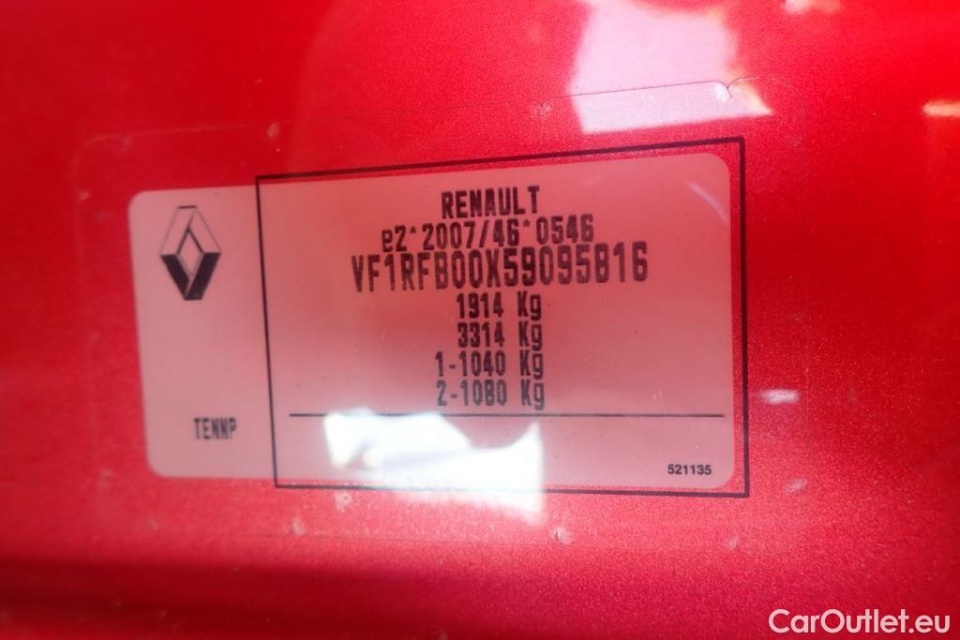 RENAULT
e2*2007/46*0546
VF1RFB00X59095816
1914 Kg
3314 Kg
1-1040 Kg
2-1080 Kg
TENNP
521135
CarOutlet.eu